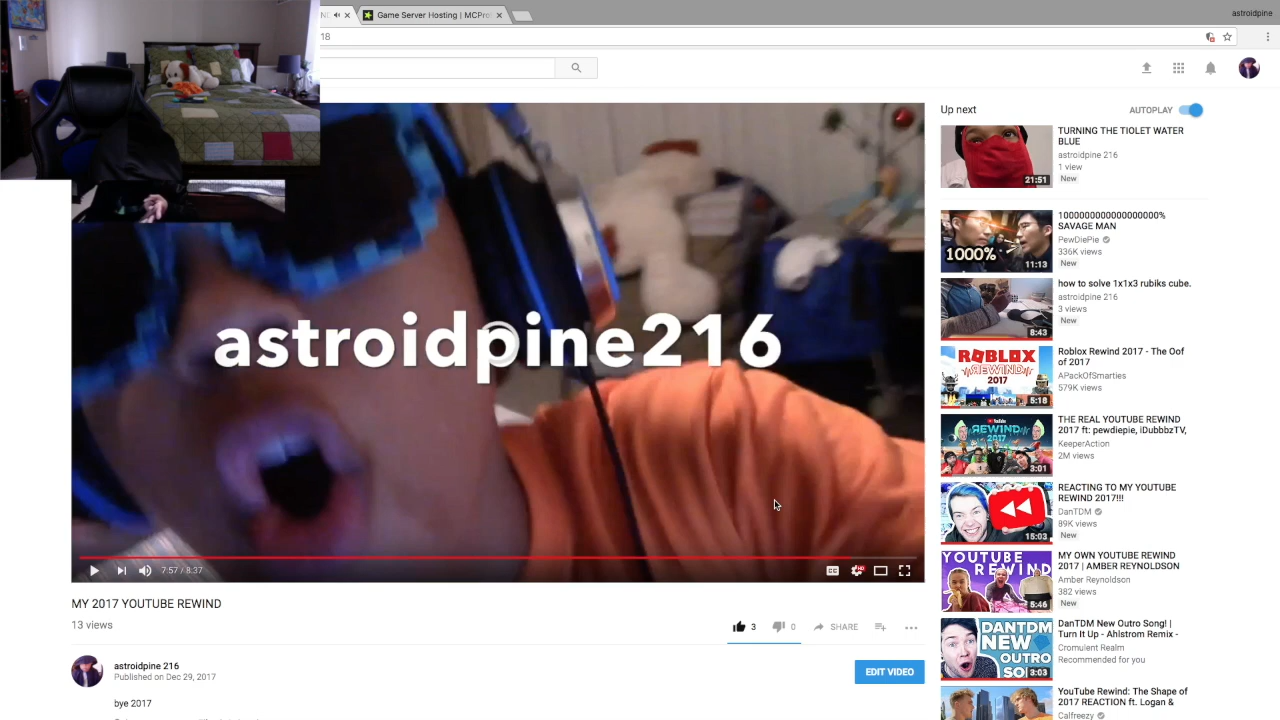 Game Server Hosting | MCPro
astroidpine
18
astroidpine216
7:57 / 8:37
MY 2017 YOUTUBE REWIND
13 views
3
0
SHARE
astroidpine 216
Published on Dec 29, 2017
EDIT VIDEO
bye 2017
Up next
AUTOPLAY
21:51
TURNING THE TIOLET WATER
BLUE
astroidpine 216
1 view
New
1000%
11:13
1000000000000000000%
SAVAGE MAN
PewDiePie
336K views
New
8:43
how to solve 1x1x3 rubiks cube.
astroidpine 216
3 views
New
ROBLOX
REWIND
2017
5:18
Roblox Rewind 2017 - The Oof
of 2017
APackOfSmarties
579K views
REWIND
2017
3:01
THE REAL YOUTUBE REWIND
2017 ft: pewdiepie, iDubbbzTV,
KeeperAction
2M views
15:03
REACTING TO MY YOUTUBE
REWIND 2017!!!
DanTDM
89K views
New
YOUTUBE
REWIND
5:46
MY OWN YOUTUBE REWIND
2017 | AMBER REYNOLDSON
Amber Reynoldson
382 views
New
DANTDM
NEW
OUTRO
SO
3:03
DanTDM New Outro Song! |
Turn It Up - Ahlstrom Remix -
Cromulent Realm
Recommended for you
YouTube Rewind: The Shape of
2017 REACTION ft. Logan &
Calfreezy